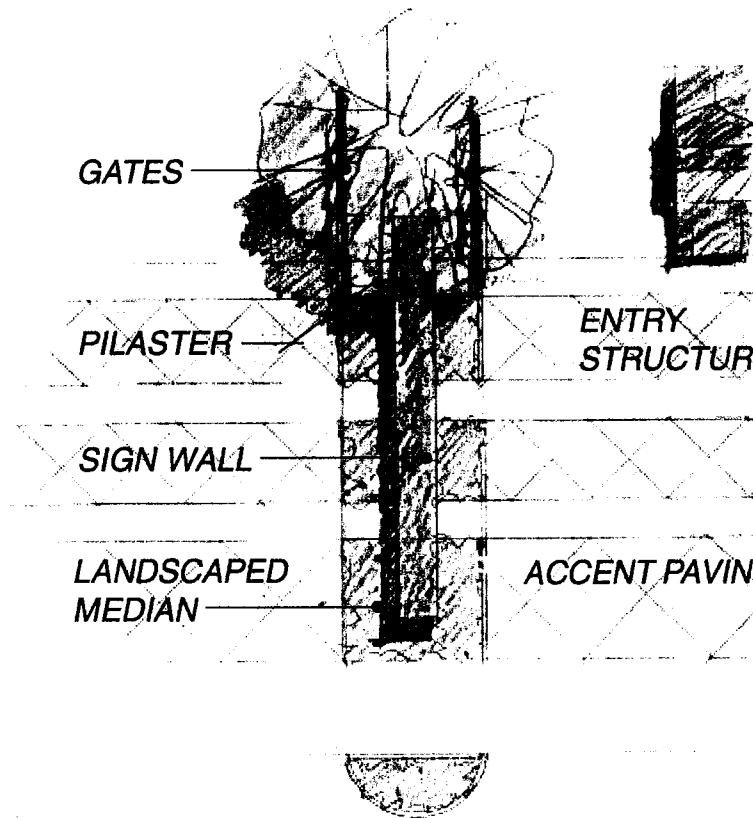 GATES
PILASTER
ENTRY
STRUCTUR
SIGN WALL
LANDSCAPED
MEDIAN
ACCENT PAVIN